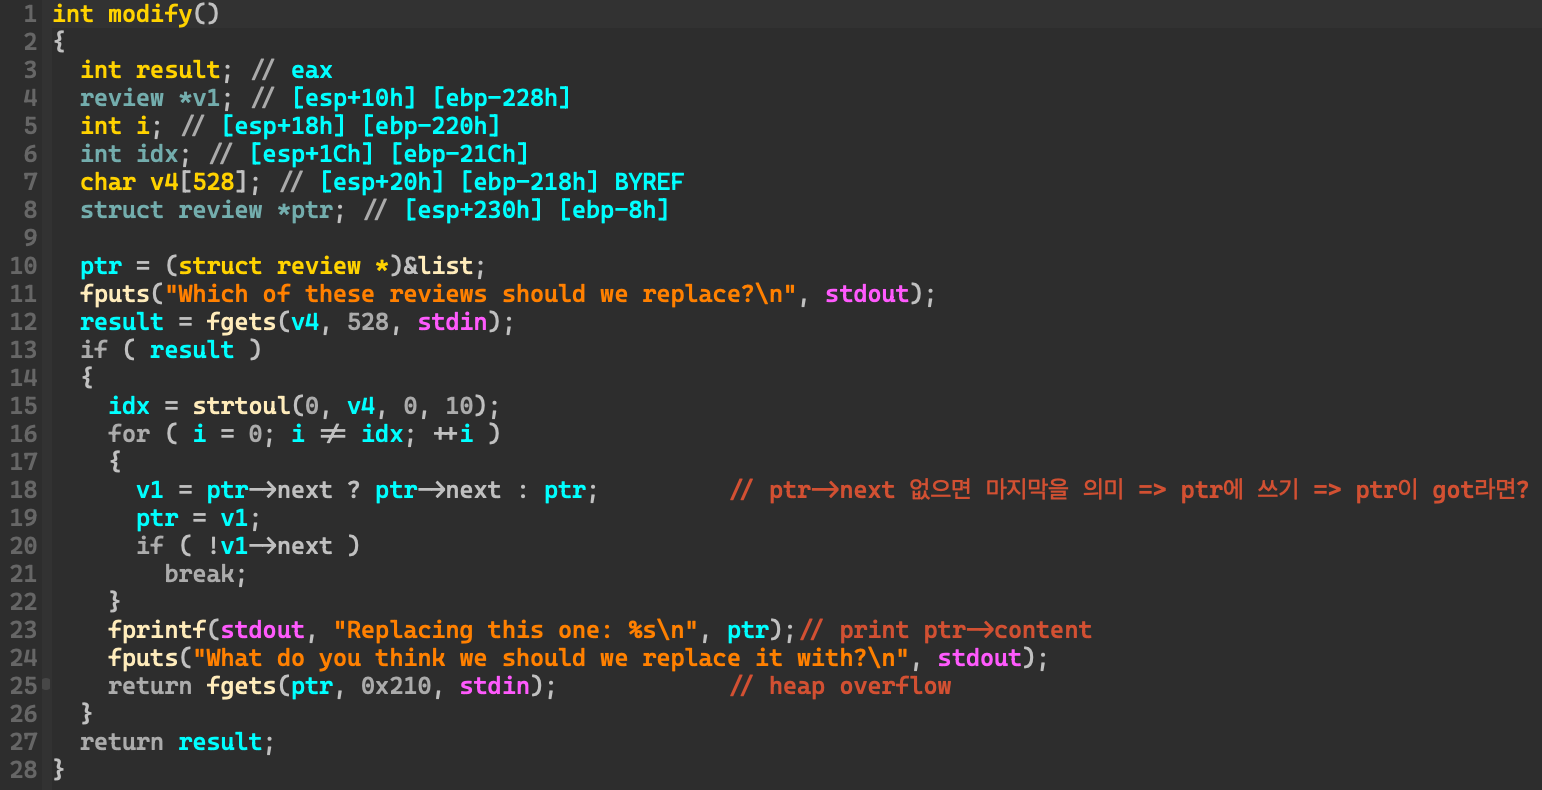 1 int modify()
2 {
3   int result; // eax
4   review *v1; // [esp+10h] [ebp-228h]
5   int i; // [esp+18h] [ebp-220h]
6   int idx; // [esp+1Ch] [ebp-21Ch]
7   char v4[528]; // [esp+20h] [ebp-218h] BYREF
8   struct review *ptr; // [esp+230h] [ebp-8h]
9
10   ptr = (struct review *)&list;
11   fputs("Which of these reviews should we replace?\n", stdout);
12   result = fgets(v4, 528, stdin);
13   if ( result )
14   {
15     idx = strtoul(0, v4, 0, 10);
16     for ( i = 0; i != idx; ++i )
17     {
18       v1 = ptr->next ? ptr->next : ptr; // ptr->next 없으면 마지막을 의미 => ptr에 쓰기 => ptr이 got라면?
19       ptr = v1;
20       if ( !v1->next )
21         break;
22     }
23     fprintf(stdout, "Replacing this one: %s\n", ptr);// print ptr->content
24     fputs("What do you think we should we replace it with?\n", stdout);
25     return fgets(ptr, 0x210, stdin); // heap overflow
26   }
27   return result;
28 }